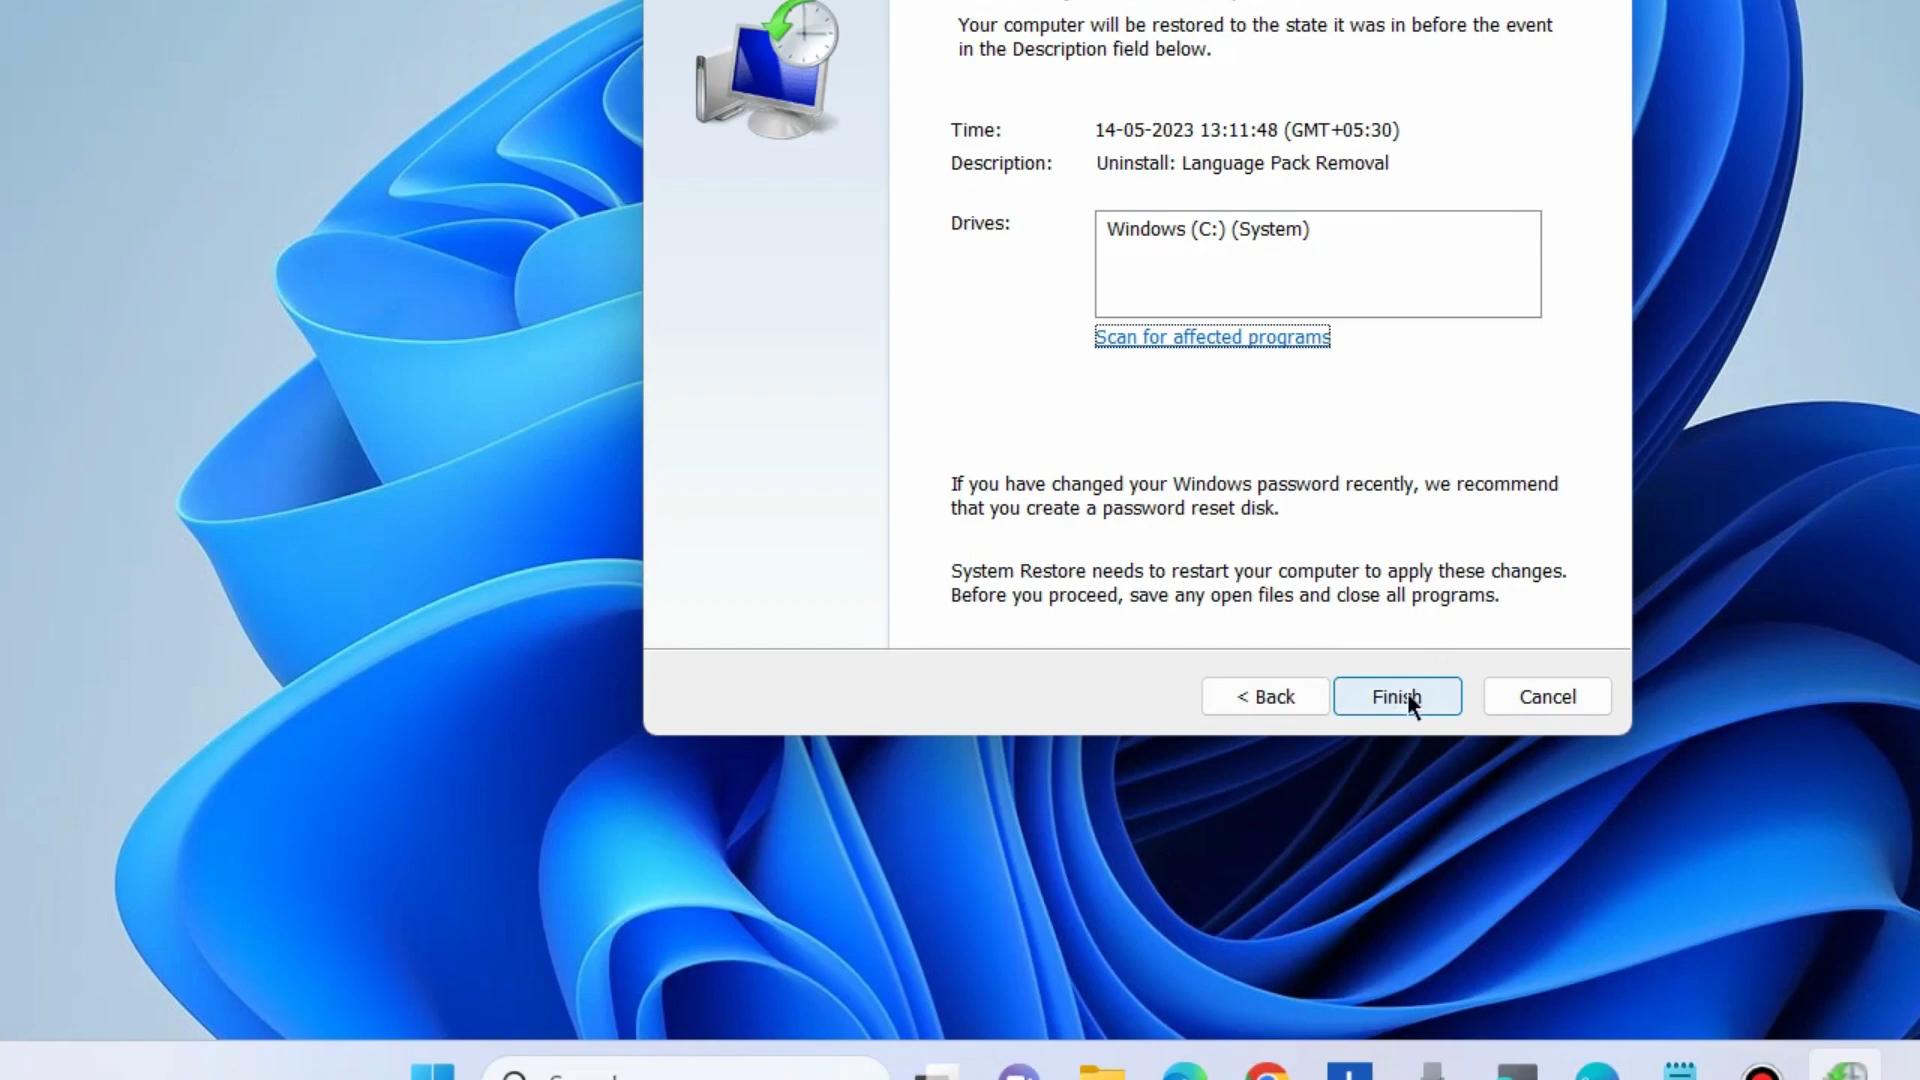 Your computer will be restored to the state it was in before the event
in the Description field below.
Time: 14-05-2023 13:11:48 (GMT+05:30)
Description: Uninstall: Language Pack Removal
Drives: Windows (C:) (System)
Scan for affected programs
If you have changed your Windows password recently, we recommend
that you create a password reset disk.
System Restore needs to restart your computer to apply these changes.
Before you proceed, save any open files and close all programs.
< Back Finish Cancel